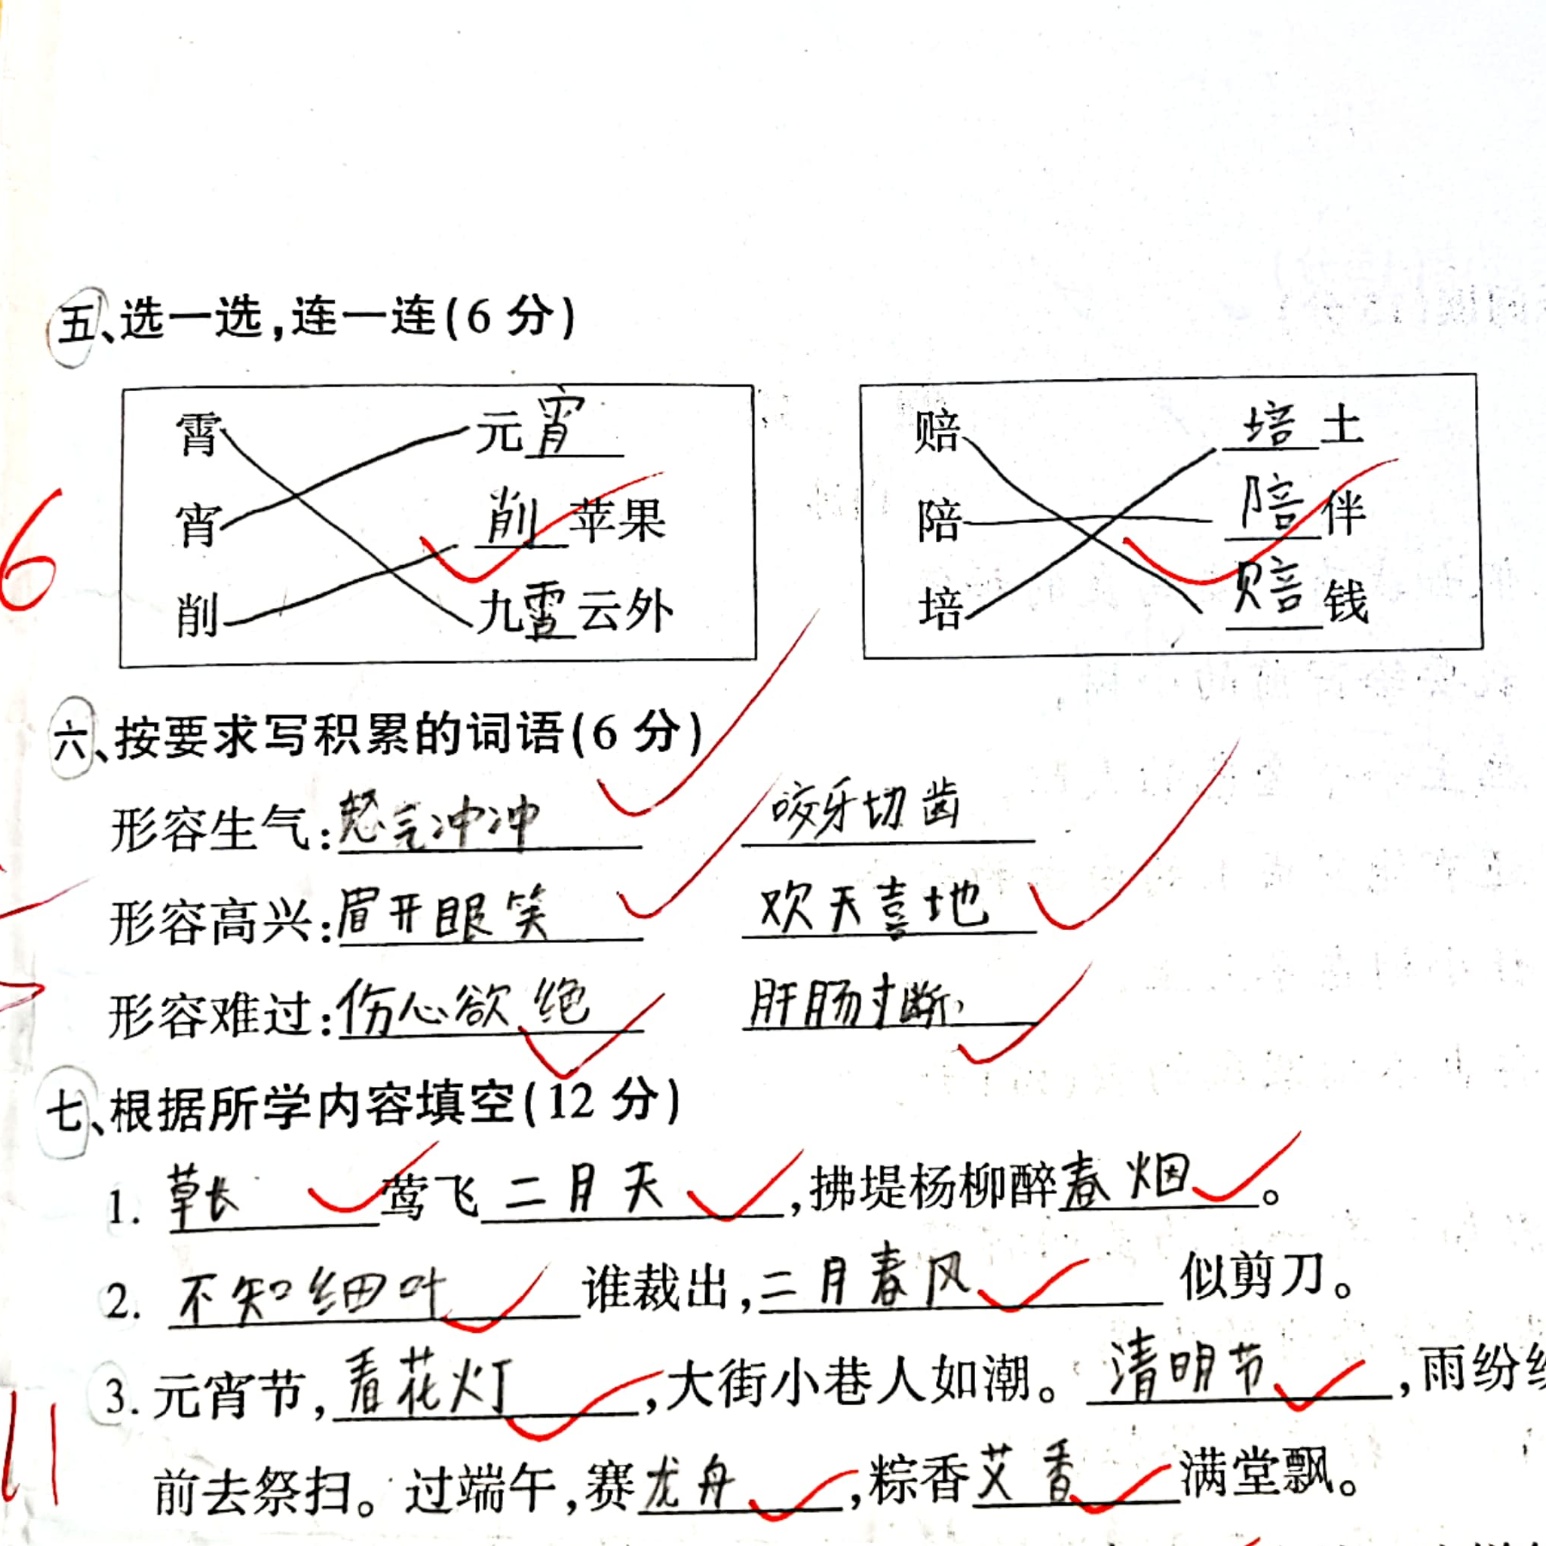 五、选一选,连一连(6 分)
霄 元宵 赔 培土
6 宵 削苹果 陪 陪伴
削 九霄云外 培 赔钱
六、按要求写积累的词语(6 分)
形容生气:怒气冲冲 咬牙切齿
形容高兴:眉开眼笑 欢天喜地
形容难过:伤心欲绝 肝肠寸断
七、根据所学内容填空(12 分)
1. 草长莺飞二月天,拂堤杨柳醉春烟。
2. 不知细叶谁裁出,二月春风似剪刀。
3. 元宵节,看花灯,大街小巷人如潮。清明节,雨纷纷
11 前去祭扫。过端午,赛龙舟,粽香艾香满堂飘。